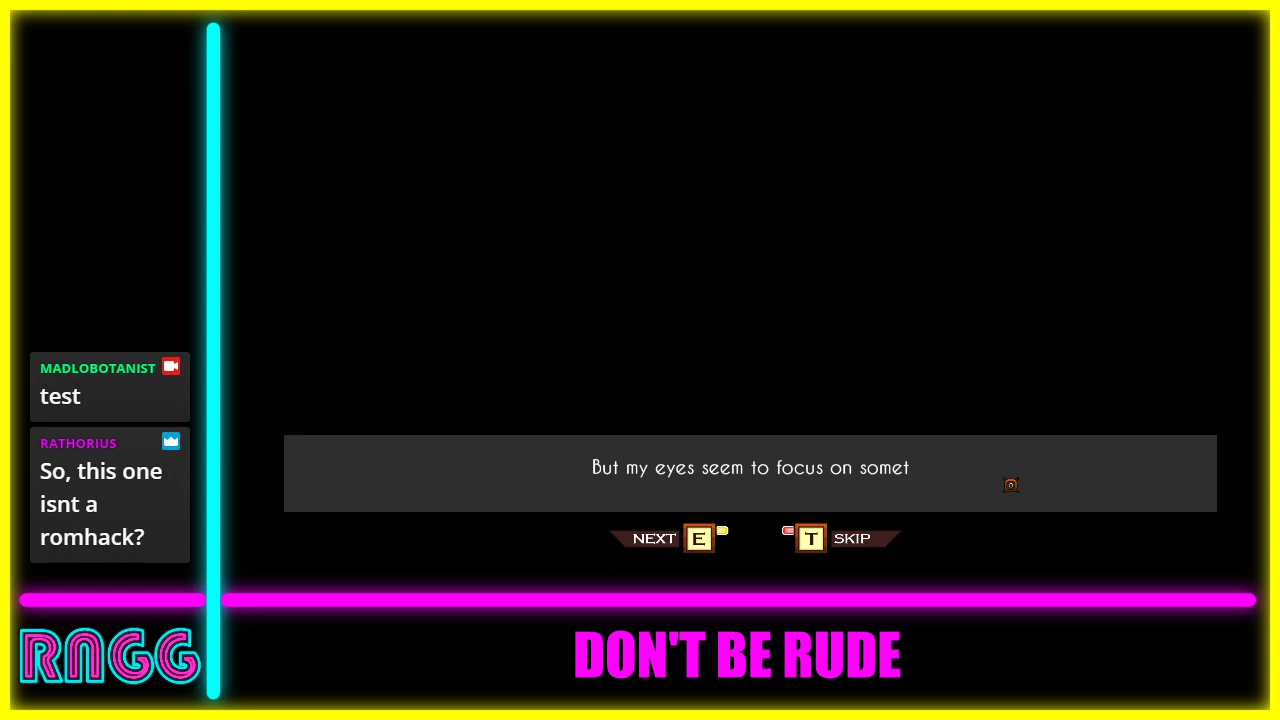 MADLOBOTANIST
test
RATHORIUS
So, this one
isnt a
romhack?
But my eyes seem to focus on somet
NEXT E T SKIP
RNGG
DON'T BE RUDE